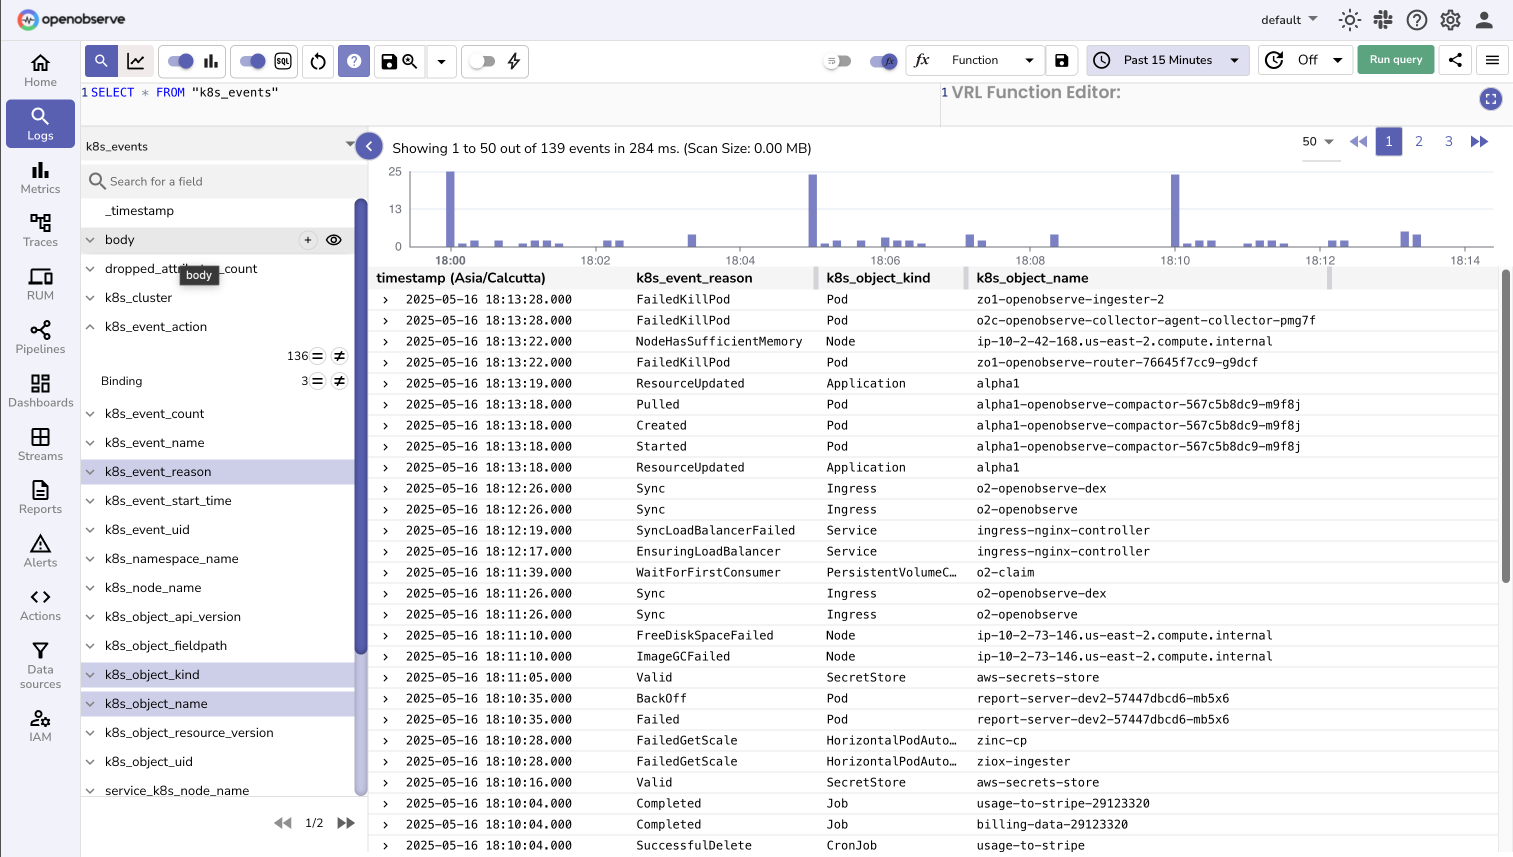 openobserve
default
Home
Logs
Metrics
Traces
RUM
Pipelines
Dashboards
Streams
Reports
Alerts
Actions
Data
sources
IAM
SQL
fx
fx Function
Past 15 Minutes
Off
Run query
1 SELECT * FROM "k8s_events"
1 VRL Function Editor:
k8s_events
Search for a field
_timestamp
body
dropped_attri
_count
body
k8s_cluster
k8s_event_action
136
Binding 3
k8s_event_count
k8s_event_name
k8s_event_reason
k8s_event_start_time
k8s_event_uid
k8s_namespace_name
k8s_node_name
k8s_object_api_version
k8s_object_fieldpath
k8s_object_kind
k8s_object_name
k8s_object_resource_version
k8s_object_uid
service_k8s_node_name
1/2
Showing 1 to 50 out of 139 events in 284 ms. (Scan Size: 0.00 MB)
50 1 2 3
25
13
0
18:00 18:02 18:04 18:06 18:08 18:10 18:12 18:14
timestamp (Asia/Calcutta) k8s_event_reason k8s_object_kind k8s_object_name
2025-05-16 18:13:28.000 FailedKillPod Pod zo1-openobserve-ingester-2
2025-05-16 18:13:28.000 FailedKillPod Pod o2c-openobserve-collector-agent-collector-pmg7f
2025-05-16 18:13:22.000 NodeHasSufficientMemory Node ip-10-2-42-168.us-east-2.compute.internal
2025-05-16 18:13:22.000 FailedKillPod Pod zo1-openobserve-router-76645f7cc9-g9dcf
2025-05-16 18:13:19.000 ResourceUpdated Application alpha1
2025-05-16 18:13:18.000 Pulled Pod alpha1-openobserve-compactor-567c5b8dc9-m9f8j
2025-05-16 18:13:18.000 Created Pod alpha1-openobserve-compactor-567c5b8dc9-m9f8j
2025-05-16 18:13:18.000 Started Pod alpha1-openobserve-compactor-567c5b8dc9-m9f8j
2025-05-16 18:13:18.000 ResourceUpdated Application alpha1
2025-05-16 18:12:26.000 Sync Ingress o2-openobserve-dex
2025-05-16 18:12:26.000 Sync Ingress o2-openobserve
2025-05-16 18:12:19.000 SyncLoadBalancerFailed Service ingress-nginx-controller
2025-05-16 18:12:17.000 EnsuringLoadBalancer Service ingress-nginx-controller
2025-05-16 18:11:39.000 WaitForFirstConsumer PersistentVolumeC… o2-claim
2025-05-16 18:11:26.000 Sync Ingress o2-openobserve-dex
2025-05-16 18:11:26.000 Sync Ingress o2-openobserve
2025-05-16 18:11:10.000 FreeDiskSpaceFailed Node ip-10-2-73-146.us-east-2.compute.internal
2025-05-16 18:11:10.000 ImageGCFailed Node ip-10-2-73-146.us-east-2.compute.internal
2025-05-16 18:11:05.000 Valid SecretStore aws-secrets-store
2025-05-16 18:10:35.000 BackOff Pod report-server-dev2-57447dbcd6-mb5x6
2025-05-16 18:10:35.000 Failed Pod report-server-dev2-57447dbcd6-mb5x6
2025-05-16 18:10:28.000 FailedGetScale HorizontalPodAuto… zinc-cp
2025-05-16 18:10:28.000 FailedGetScale HorizontalPodAuto… ziox-ingester
2025-05-16 18:10:16.000 Valid SecretStore aws-secrets-store
2025-05-16 18:10:04.000 Completed Job usage-to-stripe-29123320
2025-05-16 18:10:04.000 Completed Job billing-data-29123320
2025-05-16 18:10:04.000 SuccessfulDelete CronJob usage-to-stripe